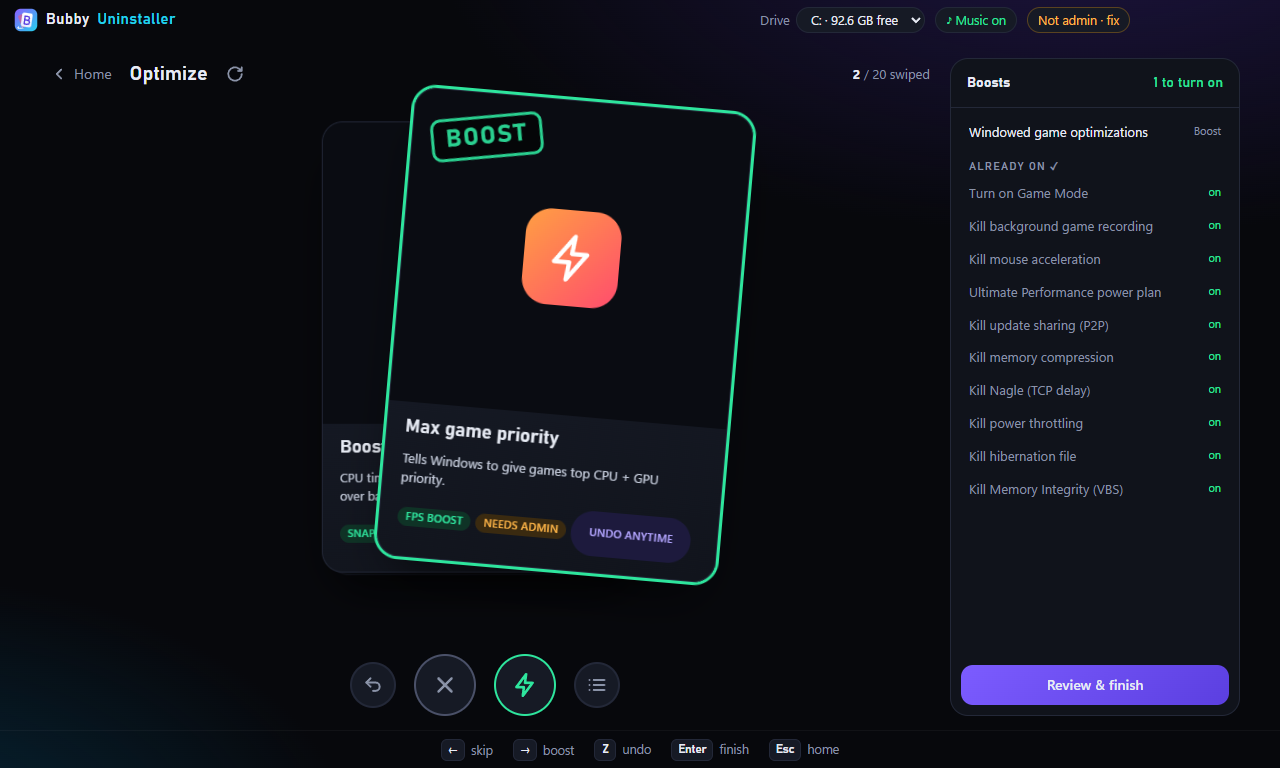 Bubby Uninstaller
Drive
C: · 92.6 GB free
♪ Music on
Not admin · fix
Home
Optimize
2 / 20 swiped
BOOST
Max game priority
Tells Windows to give games top CPU + GPU
priority.
FPS BOOST
NEEDS ADMIN
UNDO ANYTIME
Boosts
1 to turn on
Windowed game optimizations
Boost
ALREADY ON ✓
Turn on Game Mode on
Kill background game recording on
Kill mouse acceleration on
Ultimate Performance power plan on
Kill update sharing (P2P) on
Kill memory compression on
Kill Nagle (TCP delay) on
Kill power throttling on
Kill hibernation file on
Kill Memory Integrity (VBS) on
Review & finish
← skip
→ boost
Z undo
Enter finish
Esc home